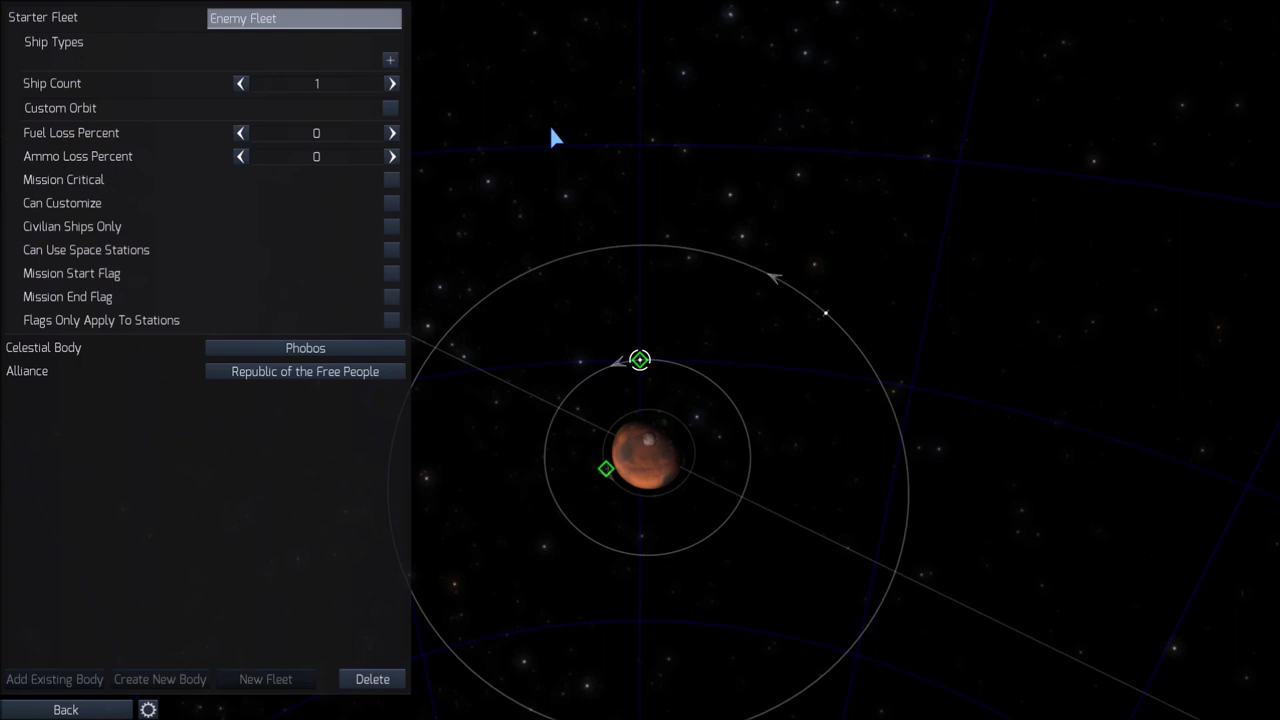 Starter Fleet Enemy Fleet
Ship Types
+
Ship Count 1
Custom Orbit
Fuel Loss Percent 0
Ammo Loss Percent 0
Mission Critical
Can Customize
Civilian Ships Only
Can Use Space Stations
Mission Start Flag
Mission End Flag
Flags Only Apply To Stations
Celestial Body Phobos
Alliance Republic of the Free People
Add Existing Body Create New Body New Fleet Delete
Back